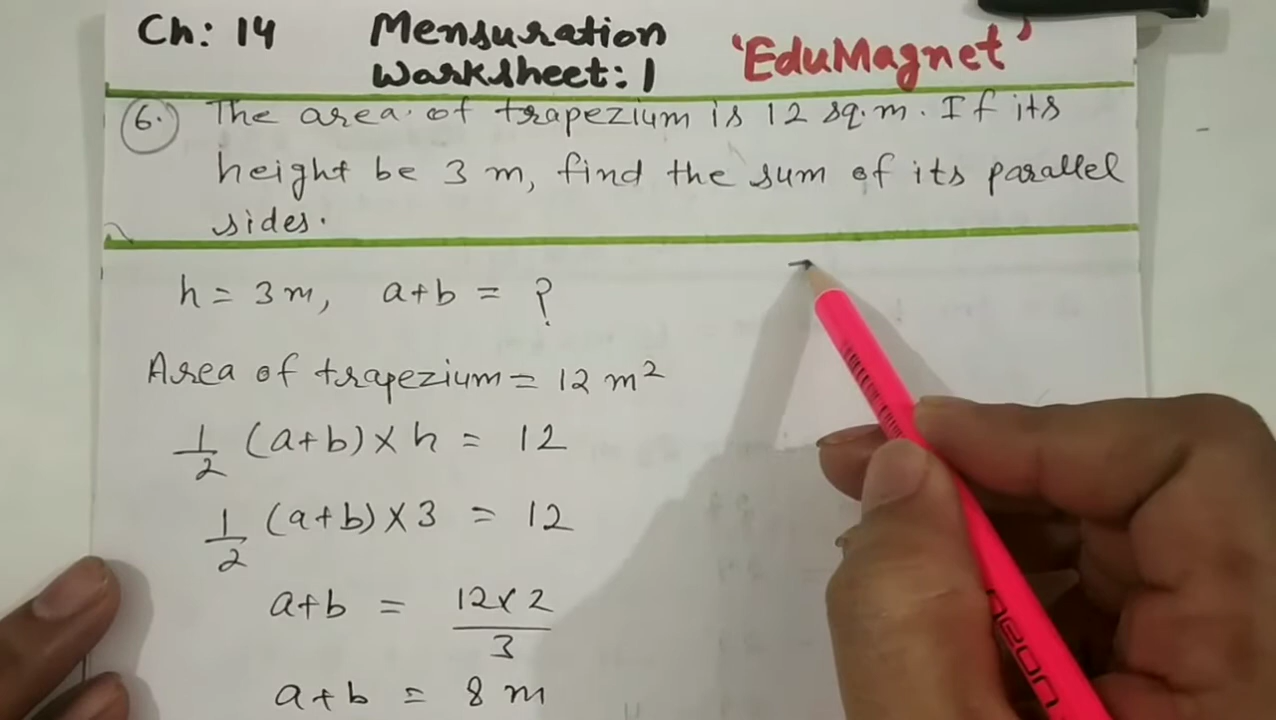 Ch: 14 Mensuration 'EduMagnet'
Worksheet: 1
6. The area of trapezium is 12 sq. m. If its
height be 3 m, find the sum of its parallel
sides.
h = 3 m, a+b = ?
Area of trapezium = 12 m²
1/2 (a+b) × h = 12
1/2 (a+b) × 3 = 12
a+b = 12×2/3
a+b = 8 m
neon